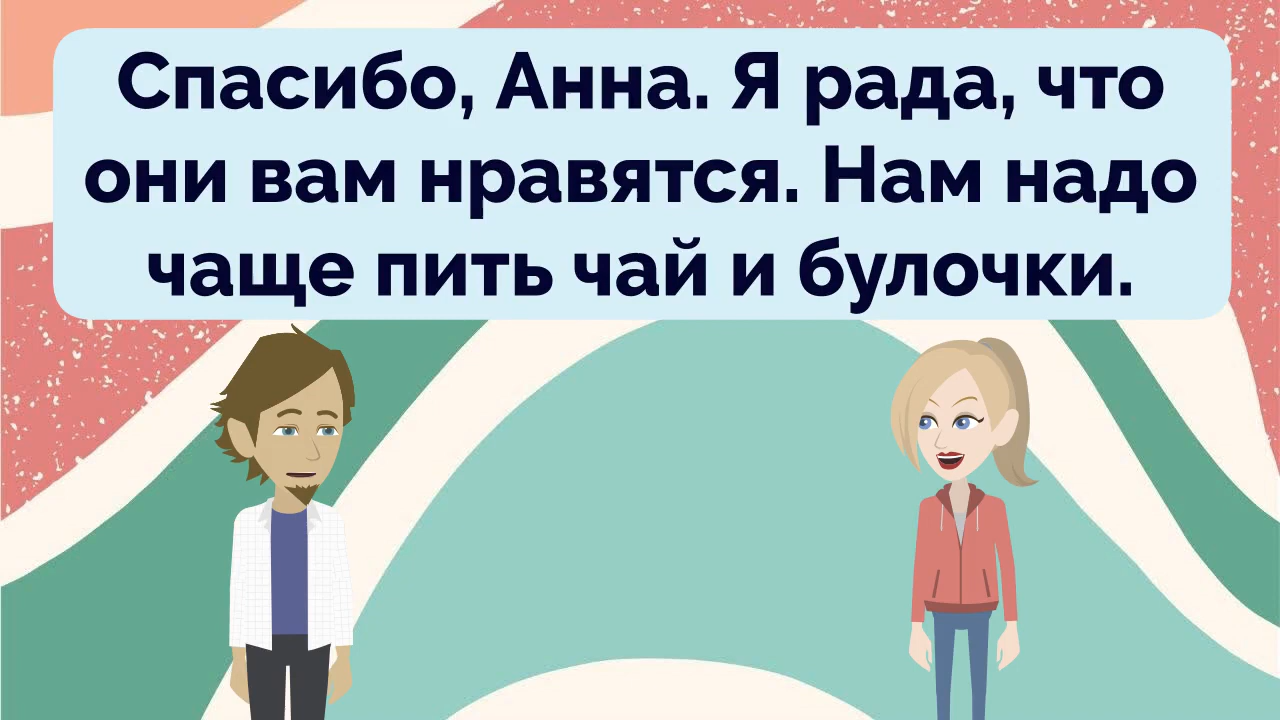 Спасибо, Анна. Я рада, что
они вам нравятся. Нам надо
чаще пить чай и булочки.